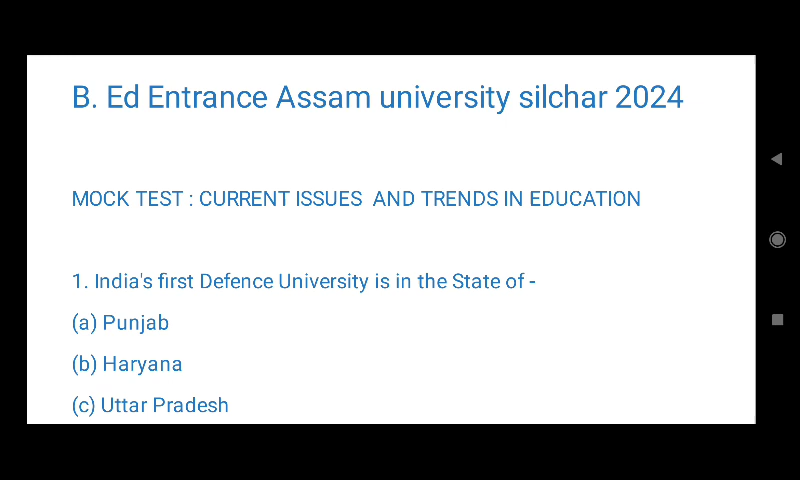 B. Ed Entrance Assam university silchar 2024
MOCK TEST : CURRENT ISSUES  AND TRENDS IN EDUCATION
1. India's first Defence University is in the State of -
(a) Punjab
(b) Haryana
(c) Uttar Pradesh